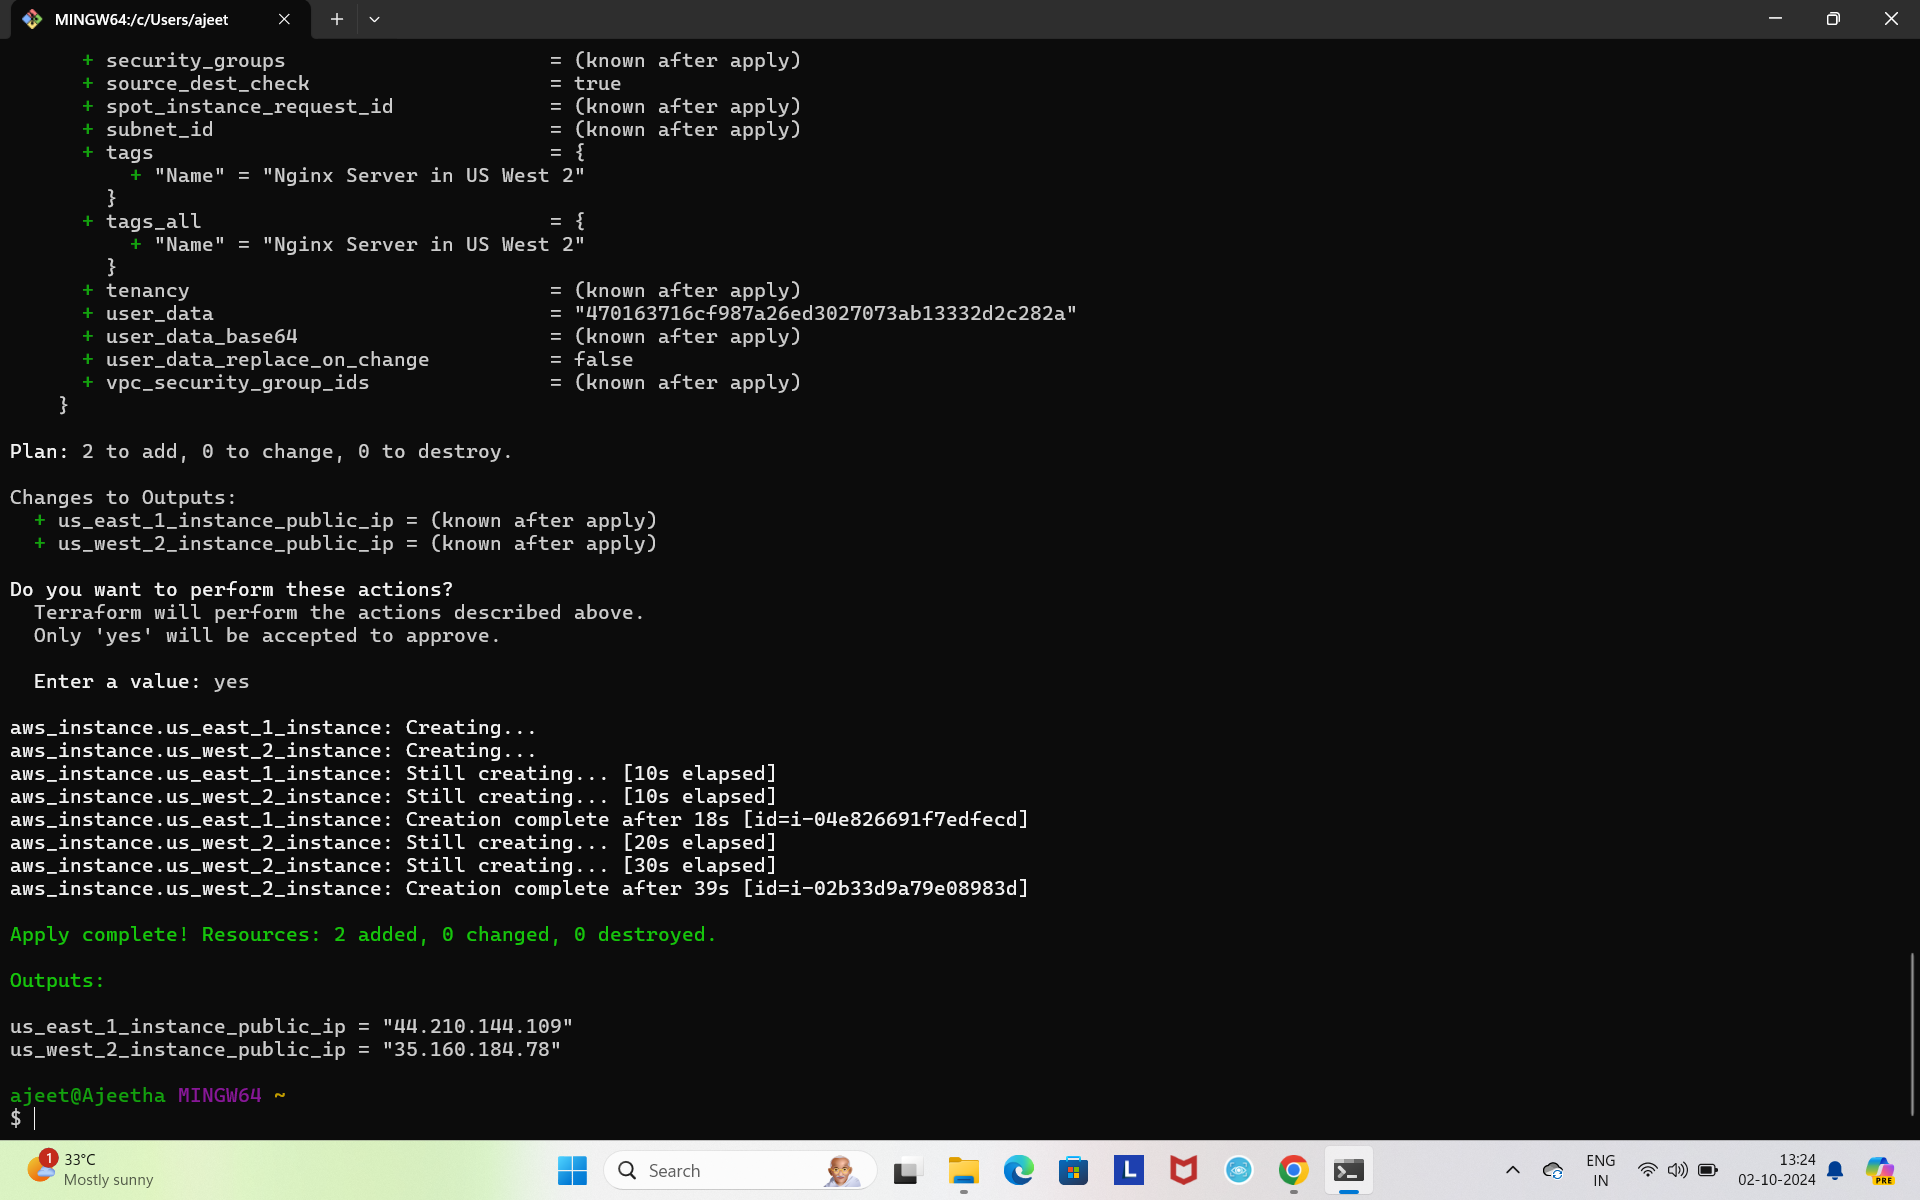 MINGW64:/c/Users/ajeet
+ security_groups = (known after apply)
+ source_dest_check = true
+ spot_instance_request_id = (known after apply)
+ subnet_id = (known after apply)
+ tags = {
+ "Name" = "Nginx Server in US West 2"
}
+ tags_all = {
+ "Name" = "Nginx Server in US West 2"
}
+ tenancy = (known after apply)
+ user_data = "470163716cf987a26ed3027073ab13332d2c282a"
+ user_data_base64 = (known after apply)
+ user_data_replace_on_change = false
+ vpc_security_group_ids = (known after apply)
}
Plan: 2 to add, 0 to change, 0 to destroy.
Changes to Outputs:
+ us_east_1_instance_public_ip = (known after apply)
+ us_west_2_instance_public_ip = (known after apply)
Do you want to perform these actions?
Terraform will perform the actions described above.
Only 'yes' will be accepted to approve.
Enter a value: yes
aws_instance.us_east_1_instance: Creating...
aws_instance.us_west_2_instance: Creating...
aws_instance.us_east_1_instance: Still creating... [10s elapsed]
aws_instance.us_west_2_instance: Still creating... [10s elapsed]
aws_instance.us_east_1_instance: Creation complete after 18s [id=i-04e826691f7edfecd]
aws_instance.us_west_2_instance: Still creating... [20s elapsed]
aws_instance.us_west_2_instance: Still creating... [30s elapsed]
aws_instance.us_west_2_instance: Creation complete after 39s [id=i-02b33d9a79e08983d]
Apply complete! Resources: 2 added, 0 changed, 0 destroyed.
Outputs:
us_east_1_instance_public_ip = "44.210.144.109"
us_west_2_instance_public_ip = "35.160.184.78"
ajeet@Ajeetha MINGW64 ~
$
1
33°C
Mostly sunny
Search
L
ENG
IN
13:24
02-10-2024
PRE